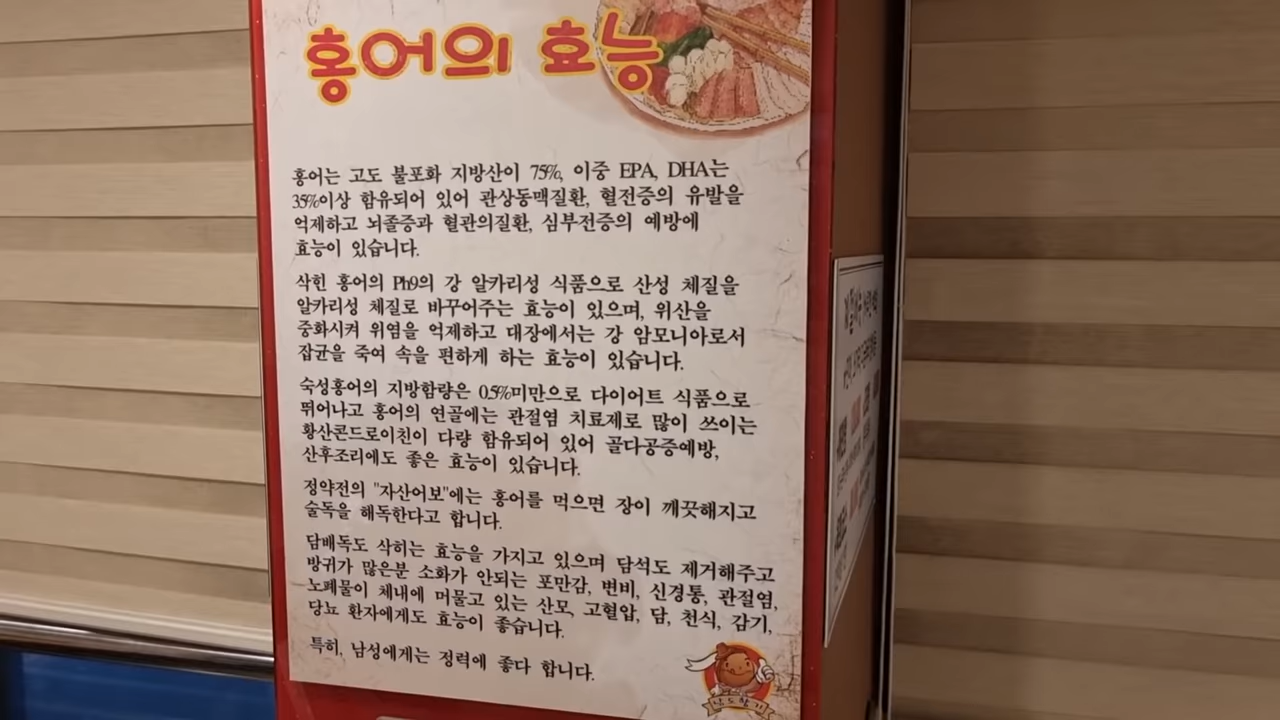 홍어의 효능
홍어는 고도 불포화 지방산이 75%, 이중 EPA, DHA는
35%이상 함유되어 있어 관상동맥질환, 혈전증의 유발을
억제하고 뇌졸중과 혈관의질환, 심부전증의 예방에
효능이 있습니다.
삭힌 홍어의 Ph9의 강 알카리성 식품으로 산성 체질을
알카리성 체질로 바꾸어주는 효능이 있으며, 위산을
중화시켜 위염을 억제하고 대장에서는 강 암모니아로서
잡균을 죽여 속을 편하게 하는 효능이 있습니다.
숙성홍어의 지방함량은 0.5%미만으로 다이어트 식품으로
뛰어나고 홍어의 연골에는 관절염 치료제로 많이 쓰이는
황산콘드로이친이 다량 함유되어 있어 골다공증예방,
산후조리에도 좋은 효능이 있습니다.
정약전의 "자산어보"에는 홍어를 먹으면 장이 깨끗해지고
술독을 해독한다고 합니다.
담배독도 삭히는 효능을 가지고 있으며 담석도 제거해주고
방귀가 많은분 소화가 안되는 포만감, 변비, 신경통, 관절염,
노폐물이 체내에 머물고 있는 산모, 고혈압, 담, 천식, 감기,
당뇨 환자에게도 효능이 좋습니다.
특히, 남성에게는 정력에 좋다 합니다.